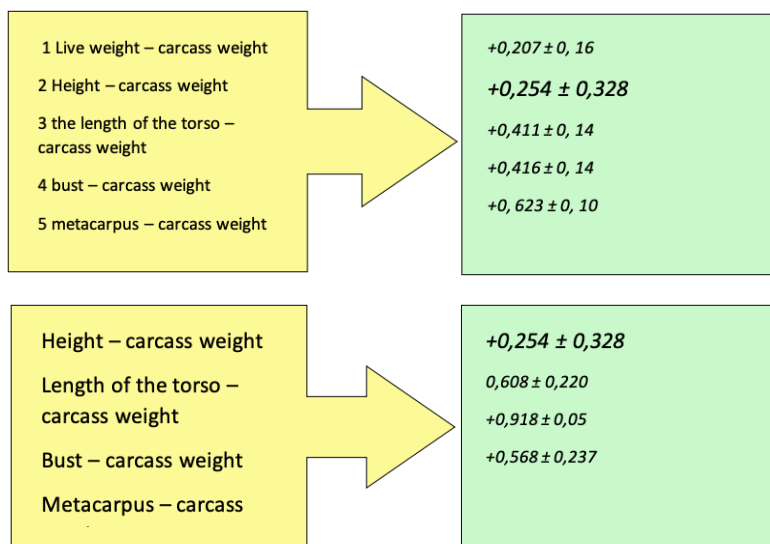 1 Live weight – carcass weight
2 Height – carcass weight
3 the length of the torso –
carcass weight
4 bust – carcass weight
5 metacarpus – carcass weight
+0,207 ± 0, 16
+0,254 ± 0,328
+0,411 ± 0, 14
+0,416 ± 0, 14
+0, 623 ± 0, 10
Height – carcass weight
Length of the torso –
carcass weight
Bust – carcass weight
Metacarpus – carcass
+0,254 ± 0,328
0,608 ± 0,220
+0,918 ± 0,05
+0,568 ± 0,237